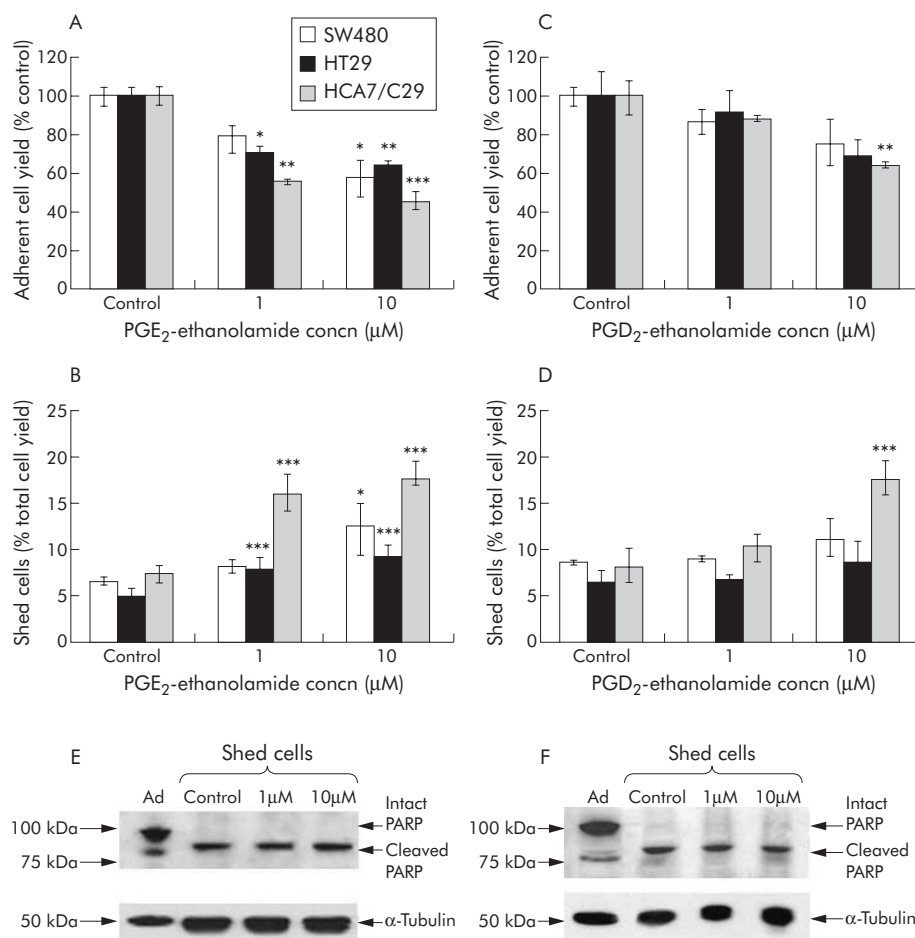 A
SW480
HT29
HCA7/C29
Adherent cell yield (% control)
120
100
80
60
40
20
0
*
**
*
**
***
Control
1
10
PGE2-ethanolamide concn (μM)
C
Adherent cell yield (% control)
120
100
80
60
40
20
0
**
Control
1
10
PGD2-ethanolamide concn (μM)
B
Shed cells (% total cell yield)
25
20
15
10
5
0
***
***
*
***
***
Control
1
10
PGE2-ethanolamide concn (μM)
D
Shed cells (% total cell yield)
25
20
15
10
5
0
***
Control
1
10
PGD2-ethanolamide concn (μM)
E
Shed cells
Ad Control 1μM 10μM
100 kDa
75 kDa
50 kDa
Intact
PARP
Cleaved
PARP
α-Tubulin
F
Shed cells
Ad Control 1μM 10μM
100 kDa
75 kDa
50 kDa
Intact
PARP
Cleaved
PARP
α-Tubulin